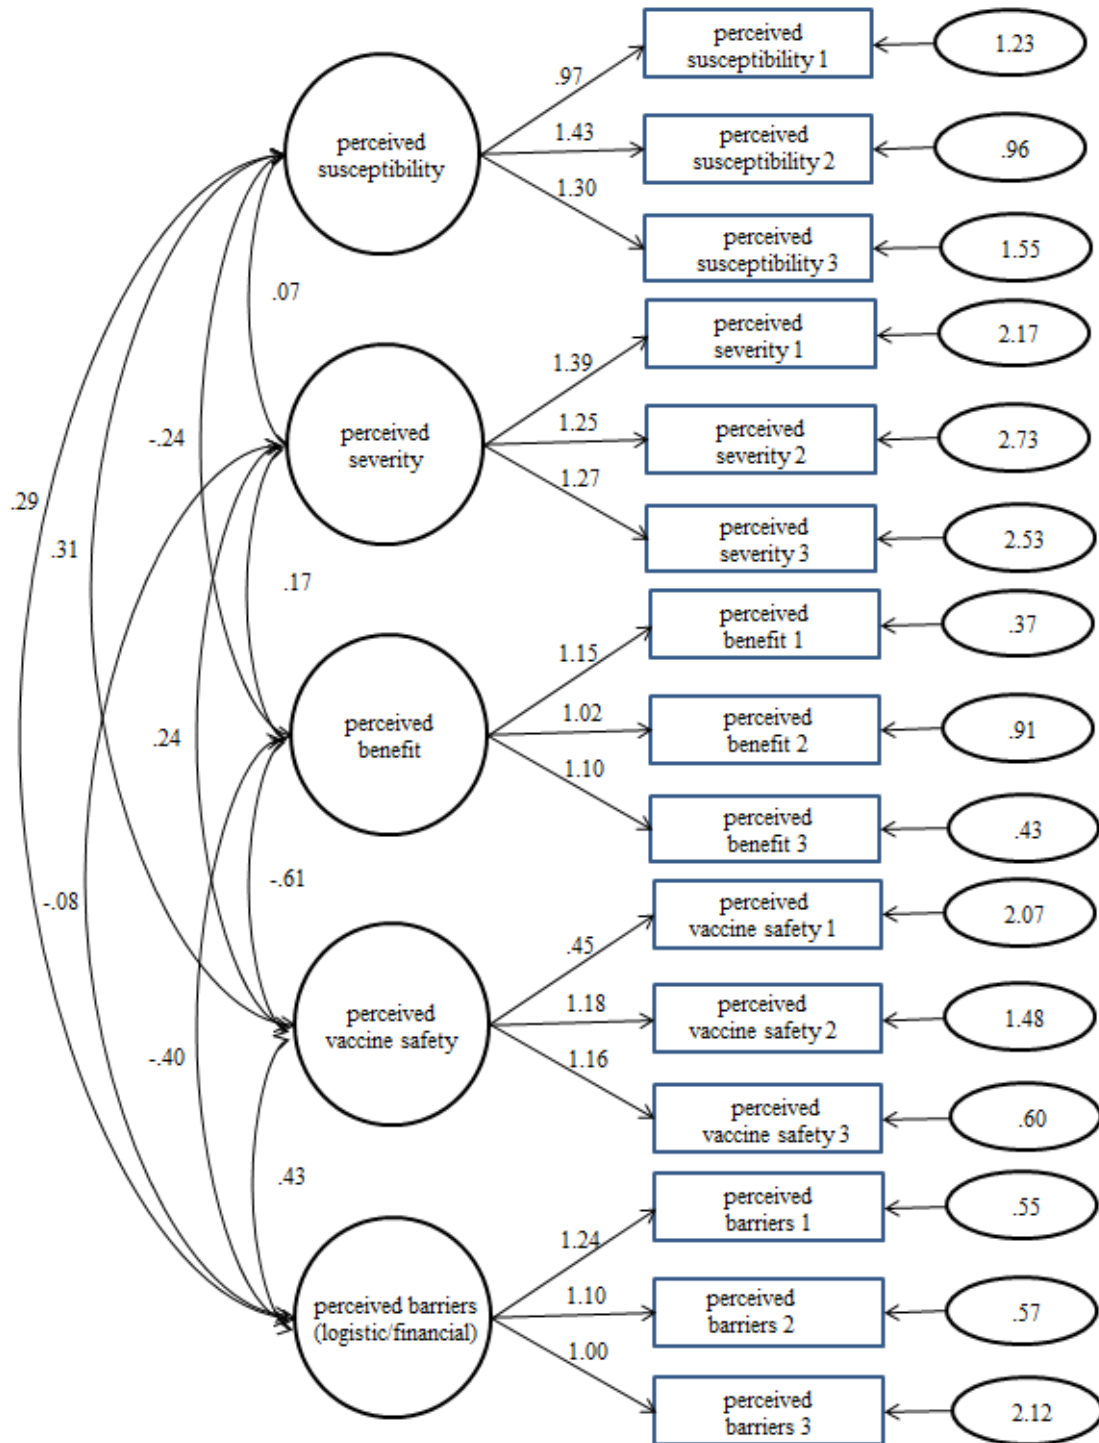 perceived
susceptibility 1
1.23
.97
perceived
susceptibility
1.43
perceived
susceptibility 2
.96
1.30
perceived
susceptibility 3
1.55
.07
perceived
severity 1
2.17
1.39
-.24
perceived
severity
1.25
perceived
severity 2
2.73
1.27
.29
.31
perceived
severity 3
2.53
.17
perceived
benefit 1
.37
1.15
.24
perceived
benefit
1.02
perceived
benefit 2
.91
1.10
perceived
benefit 3
.43
-.61
-.08
perceived
vaccine safety 1
2.07
.45
perceived
vaccine safety
1.18
perceived
vaccine safety 2
1.48
-.40
1.16
perceived
vaccine safety 3
.60
.43
perceived
barriers 1
.55
1.24
perceived barriers
(logistic/financial)
1.10
perceived
barriers 2
.57
1.00
perceived
barriers 3
2.12